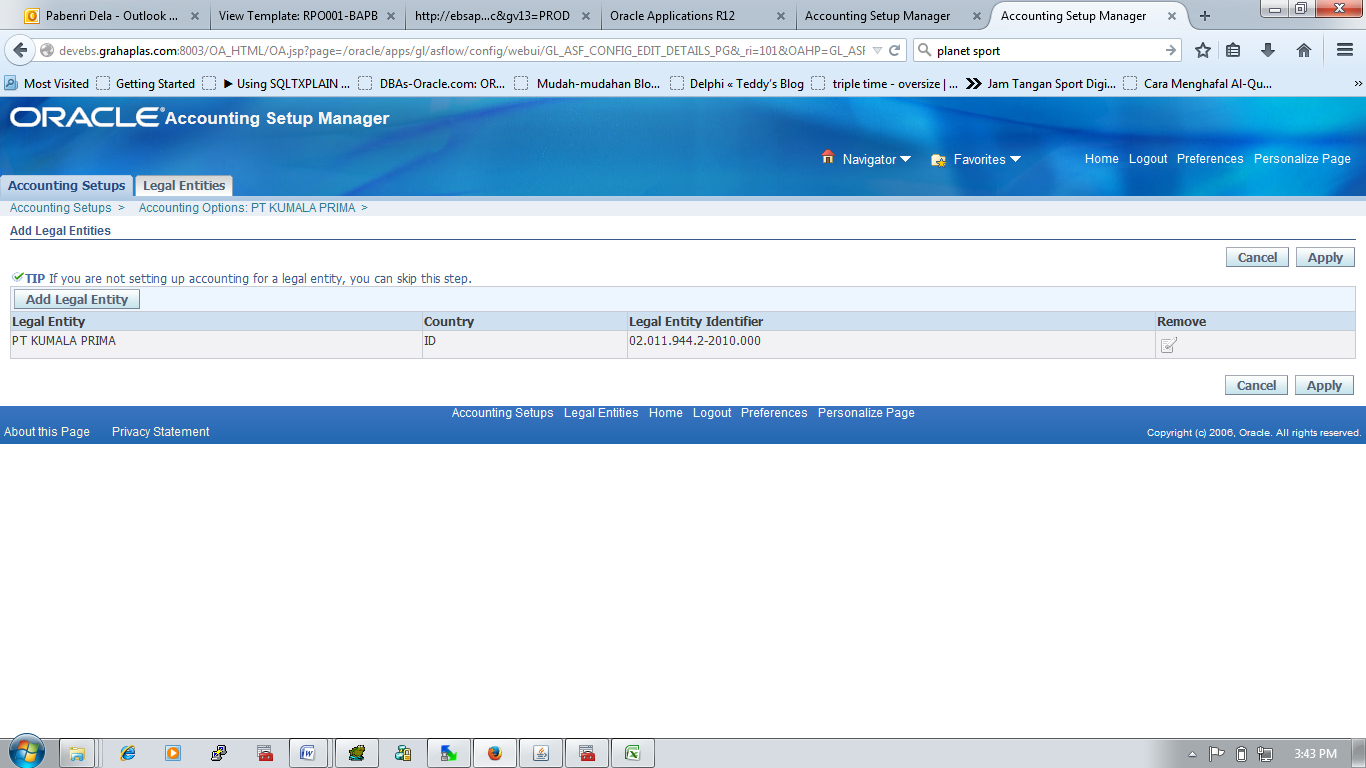 Pabenri Dela - Outlook ... View Template: RPO001-BAPB http://ebsap...c&gv13=PROD Oracle Applications R12 Accounting Setup Manager Accounting Setup Manager
devebs.grahaplas.com:8003/OA_HTML/OA.jsp?page=/oracle/apps/gl/asflow/config/webui/GL_ASF_CONFIG_EDIT_DETAILS_PG&_ri=101&OAHP=GL_ASF planet sport
Most Visited Getting Started ▶ Using SQLTXPLAIN ... DBAs-Oracle.com: OR... Mudah-mudahan Blo... Delphi « Teddy's Blog triple time - oversize | ... Jam Tangan Sport Digi... Cara Menghafal Al-Qu... »
ORACLE® Accounting Setup Manager
Navigator Favorites Home Logout Preferences Personalize Page
Accounting Setups Legal Entities
Accounting Setups > Accounting Options: PT KUMALA PRIMA >
Add Legal Entities
Cancel Apply
TIP If you are not setting up accounting for a legal entity, you can skip this step.
Add Legal Entity
Legal Entity Country Legal Entity Identifier Remove
PT KUMALA PRIMA ID 02.011.944.2-2010.000
Cancel Apply
Accounting Setups Legal Entities Home Logout Preferences Personalize Page
About this Page Privacy Statement Copyright (c) 2006, Oracle. All rights reserved.
3:43 PM